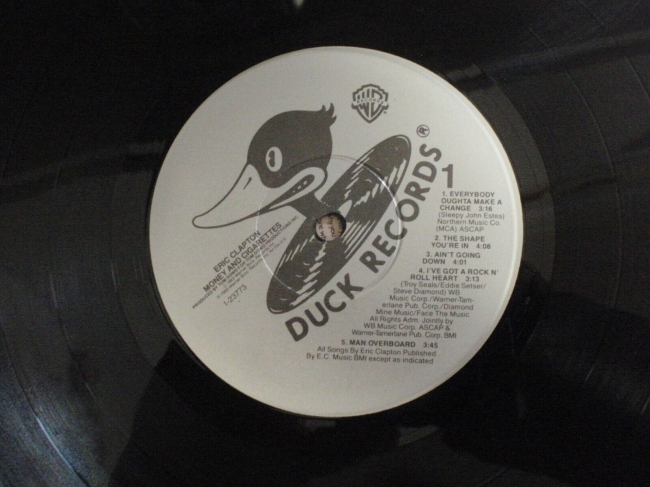 WB
DUCK RECORDS®
1
ERIC CLAPTON
MONEY AND CIGARETTES
1-23773
1. EVERYBODY
OUGHTA MAKE A
CHANGE 3:16
(Sleepy John Estes)
Northern Music Co.
(MCA) ASCAP
2. THE SHAPE
YOU'RE IN 4:08
3. AIN'T GOING
DOWN 4:01
4. I'VE GOT A ROCK N'
ROLL HEART 3:13
(Troy Seals/Eddie Setser/
Steve Diamond) WB
Music Corp./Warner-Tam-
erlane Pub. Corp./Diamond
Mine Music/Face The Music
All Rights Adm. Jointly by
WB Music Corp. ASCAP &
Warner-Tamerlane Pub. Corp. BMI
5. MAN OVERBOARD 3:45
All Songs By Eric Clapton Published
By E.C. Music BMI except as indicated